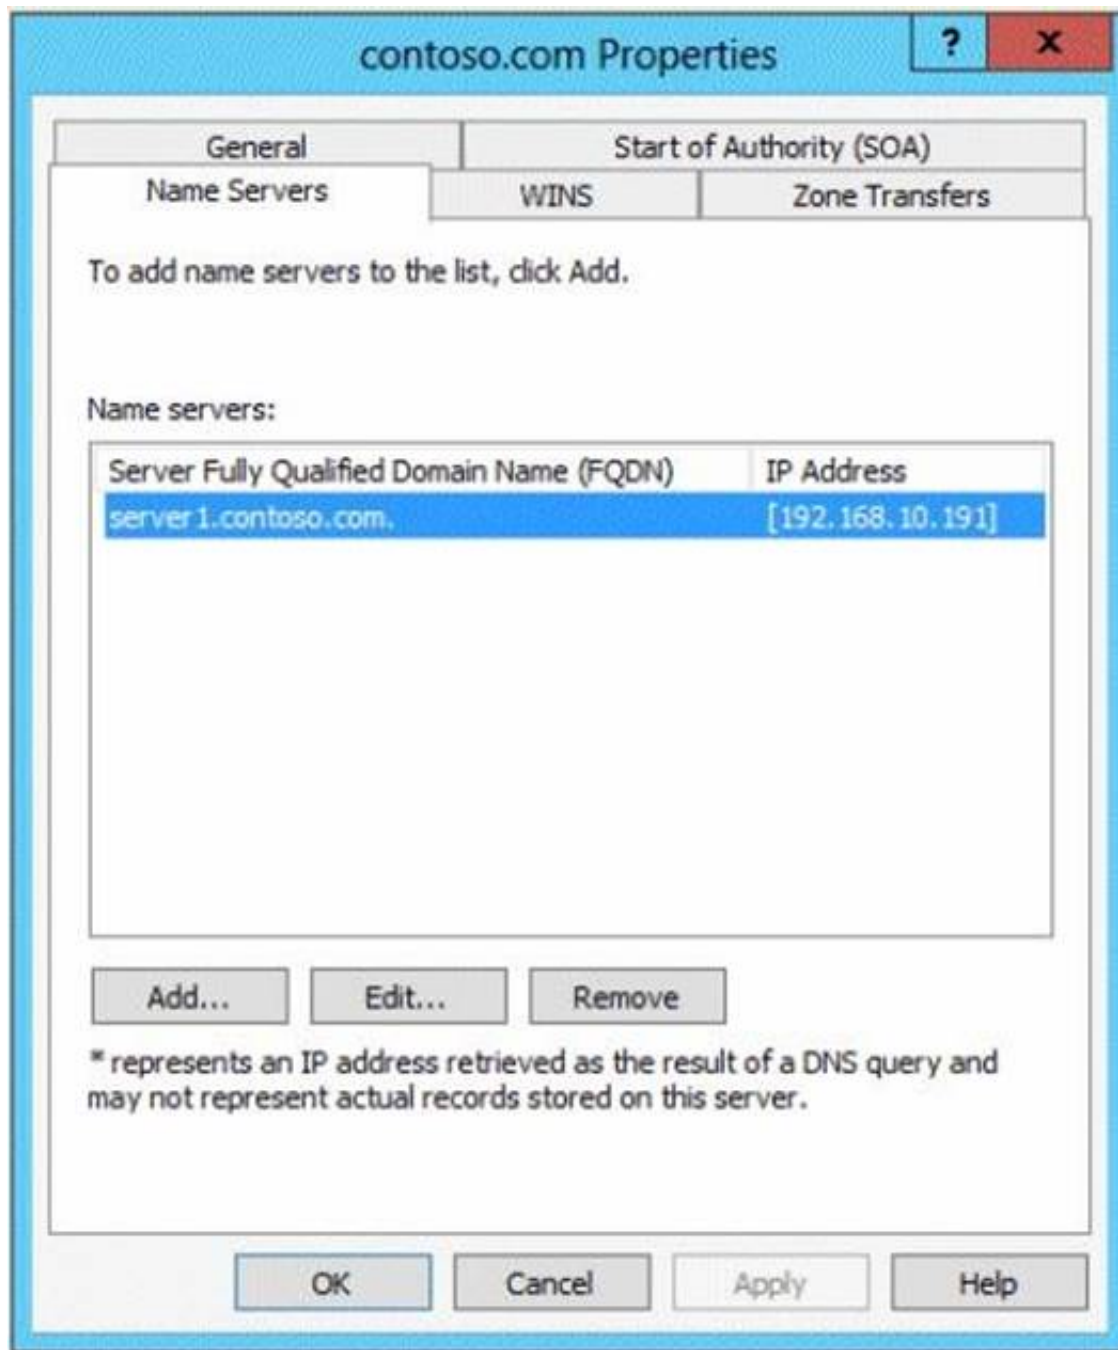 contoso.com Properties
?
x
General
Start of Authority (SOA)
Name Servers
WINS
Zone Transfers
To add name servers to the list, click Add.
Name servers:
Server Fully Qualified Domain Name (FQDN)
IP Address
server1.contoso.com.
[192.168.10.191]
Add...
Edit...
Remove
* represents an IP address retrieved as the result of a DNS query and
may not represent actual records stored on this server.
OK
Cancel
Apply
Help